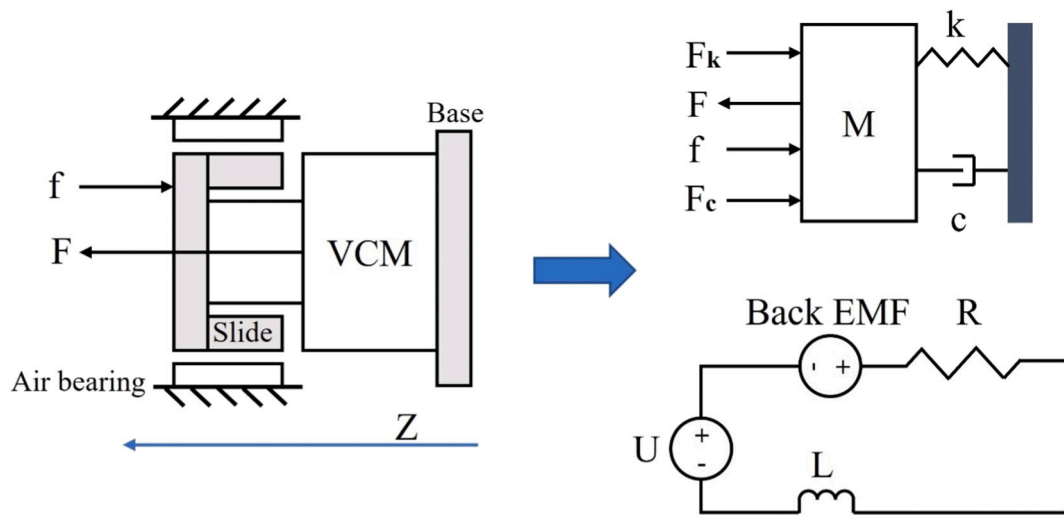 f
F
Base
VCM
Slide
Air bearing
Z
Fk
F
f
Fc
M
k
c
Back EMF
R
- +
U
+
-
L